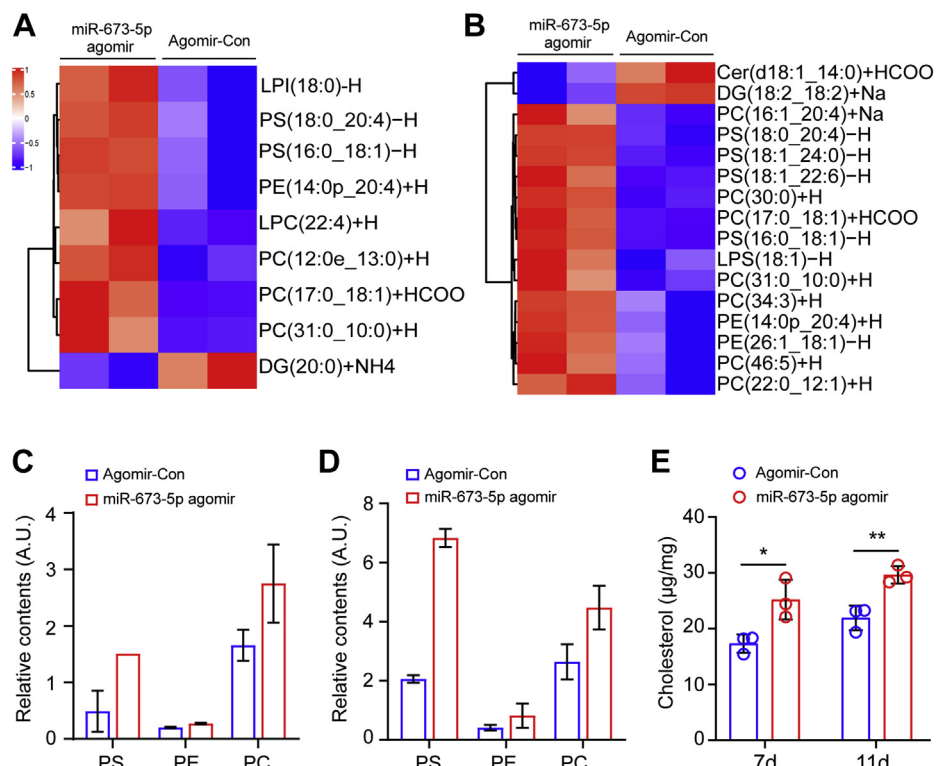 A
miR-673-5p
agomir
Agomir-Con
1
0.5
0
-0.5
-1
LPI(18:0)-H
PS(18:0_20:4)−H
PS(16:0_18:1)−H
PE(14:0p_20:4)+H
LPC(22:4)+H
PC(12:0e_13:0)+H
PC(17:0_18:1)+HCOO
PC(31:0_10:0)+H
DG(20:0)+NH4
B
miR-673-5p
agomir
Agomir-Con
Cer(d18:1_14:0)+HCOO
DG(18:2_18:2)+Na
PC(16:1_20:4)+Na
PS(18:0_20:4)−H
PS(18:1_24:0)−H
PS(18:1_22:6)−H
PC(30:0)+H
PC(17:0_18:1)+HCOO
PS(16:0_18:1)−H
LPS(18:1)−H
PC(31:0_10:0)+H
PC(34:3)+H
PE(14:0p_20:4)+H
PE(26:1_18:1)−H
PC(46:5)+H
PC(22:0_12:1)+H
C
Agomir-Con
miR-673-5p agomir
Relative contents (A.U.)
4
3
2
1
0
PS PE PC
D
Agomir-Con
miR-673-5p agomir
Relative contents (A.U.)
8
6
4
2
0
PS PE PC
E
Agomir-Con
miR-673-5p agomir
Cholesterol (μg/mg)
40
30
20
10
0
*
**
7d 11d